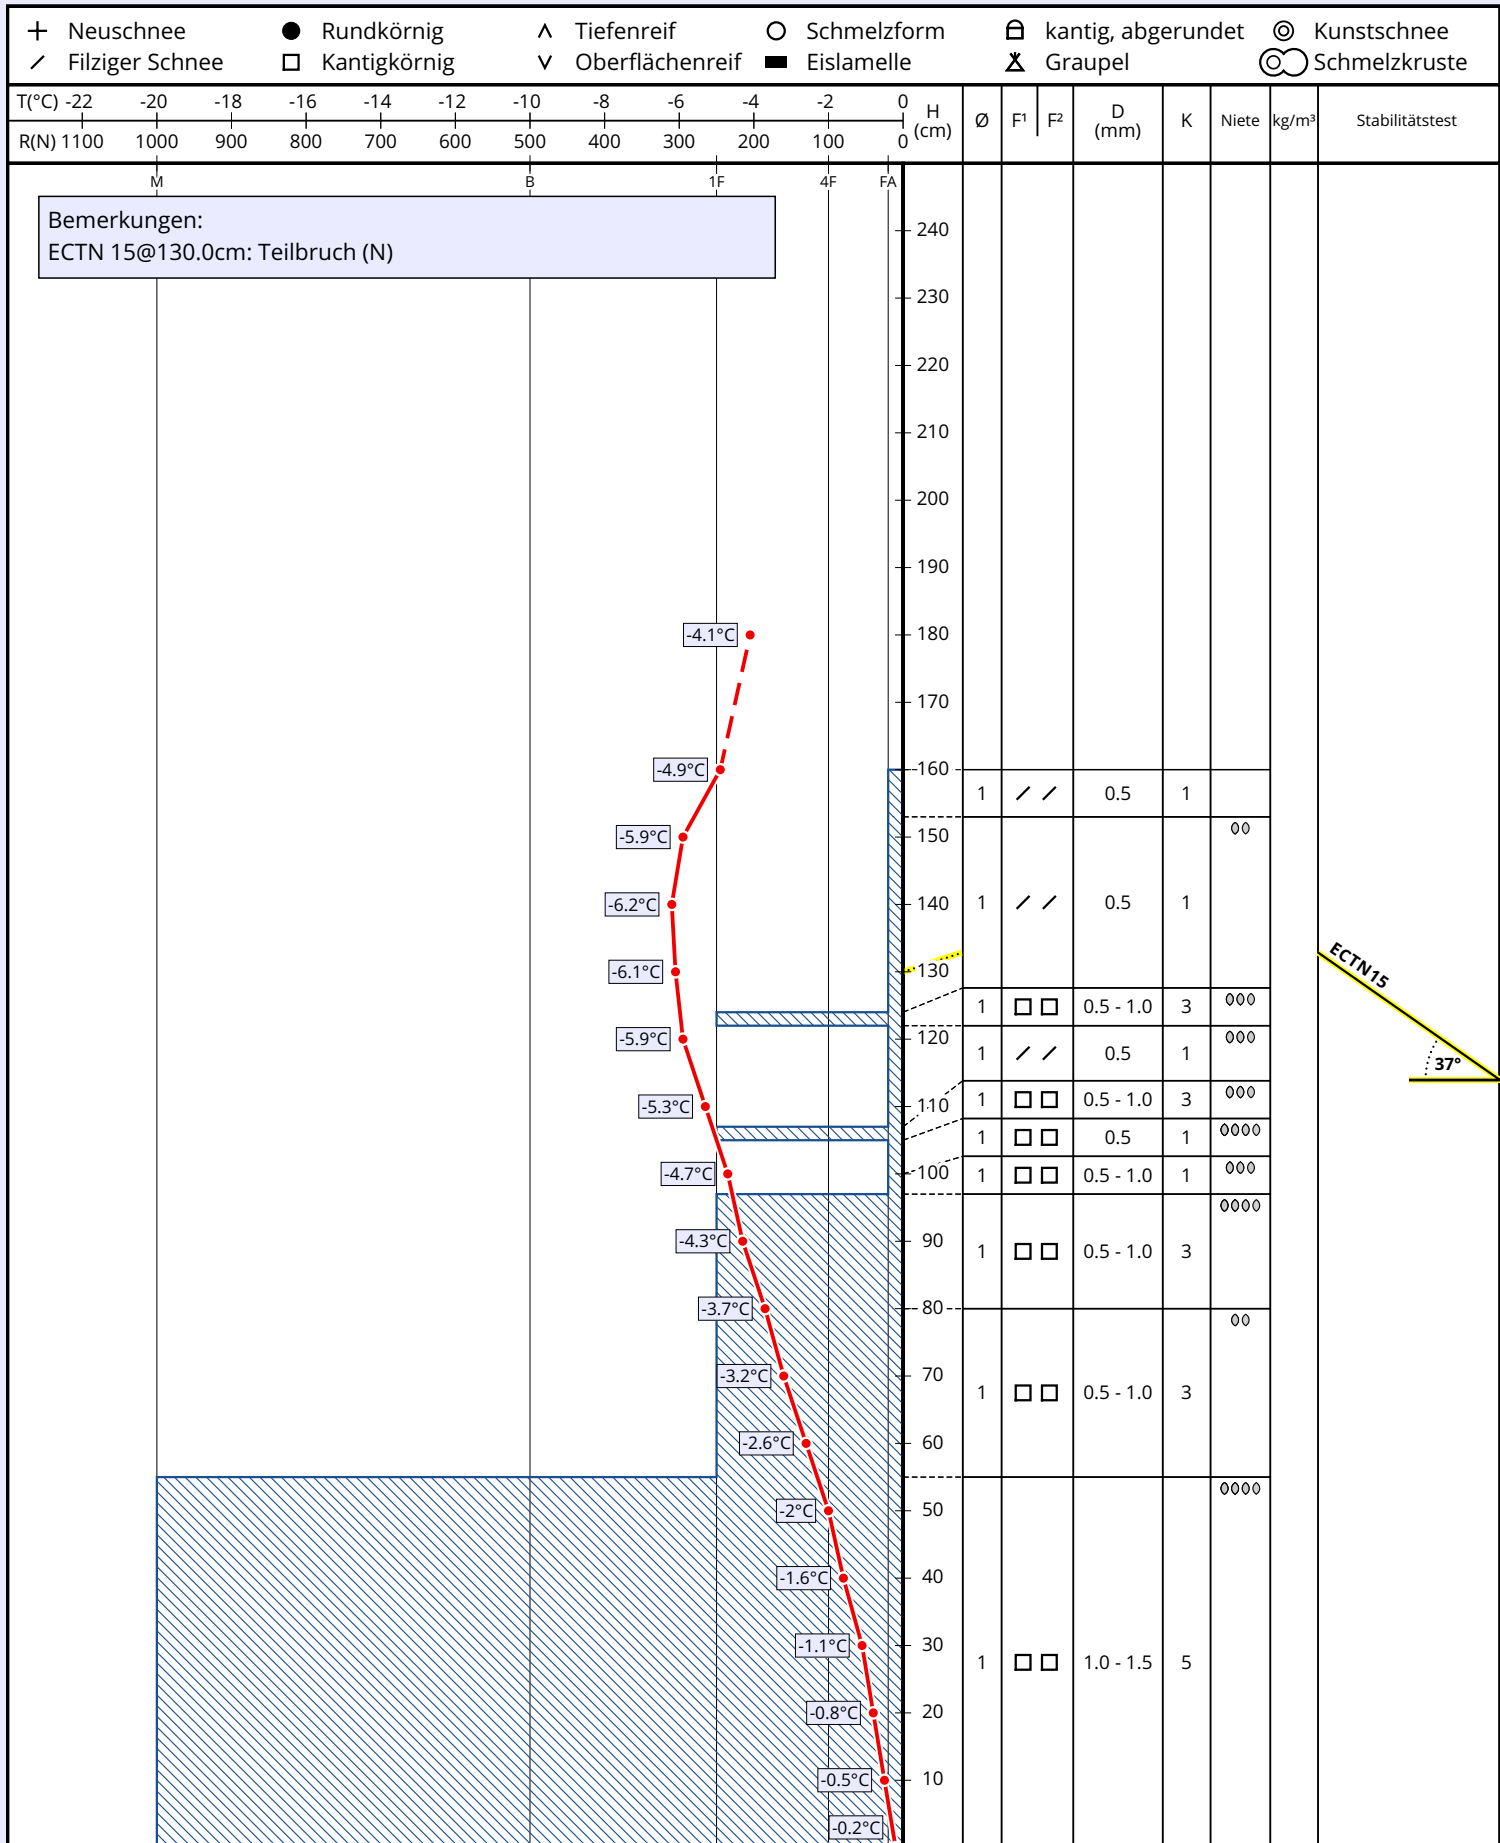 Neuschnee Rundkörnig Tiefenreif Schmelzform kantig, abgerundet Kunstschnee
Filziger Schnee Kantigkörnig Oberflächenreif Eislamelle Graupel Schmelzkruste
T(°C) -22 -20 -18 -16 -14 -12 -10 -8 -6 -4 -2 0
R(N) 1100 1000 900 800 700 600 500 400 300 200 100 0
H (cm) Ø F¹ F² D (mm) K Niete kg/m³ Stabilitätstest
M B 1F 4F FA
Bemerkungen:
ECTN 15@130.0cm: Teilbruch (N)
240
230
220
210
200
190
-4.1°C 180
170
-4.9°C 160
1 0.5 1
-5.9°C 150
-6.2°C 140 1 0.5 1
-6.1°C 130 ECTN15
1 0.5 - 1.0 3
-5.9°C 120
1 0.5 1 37°
-5.3°C 110 1 0.5 - 1.0 3
1 0.5 1
-4.7°C 100 1 0.5 - 1.0 1
-4.3°C 90 1 0.5 - 1.0 3
-3.7°C 80
-3.2°C 70 1 0.5 - 1.0 3
-2.6°C 60
-2°C 50
-1.6°C 40
-1.1°C 30 1 1.0 - 1.5 5
-0.8°C 20
-0.5°C 10
-0.2°C